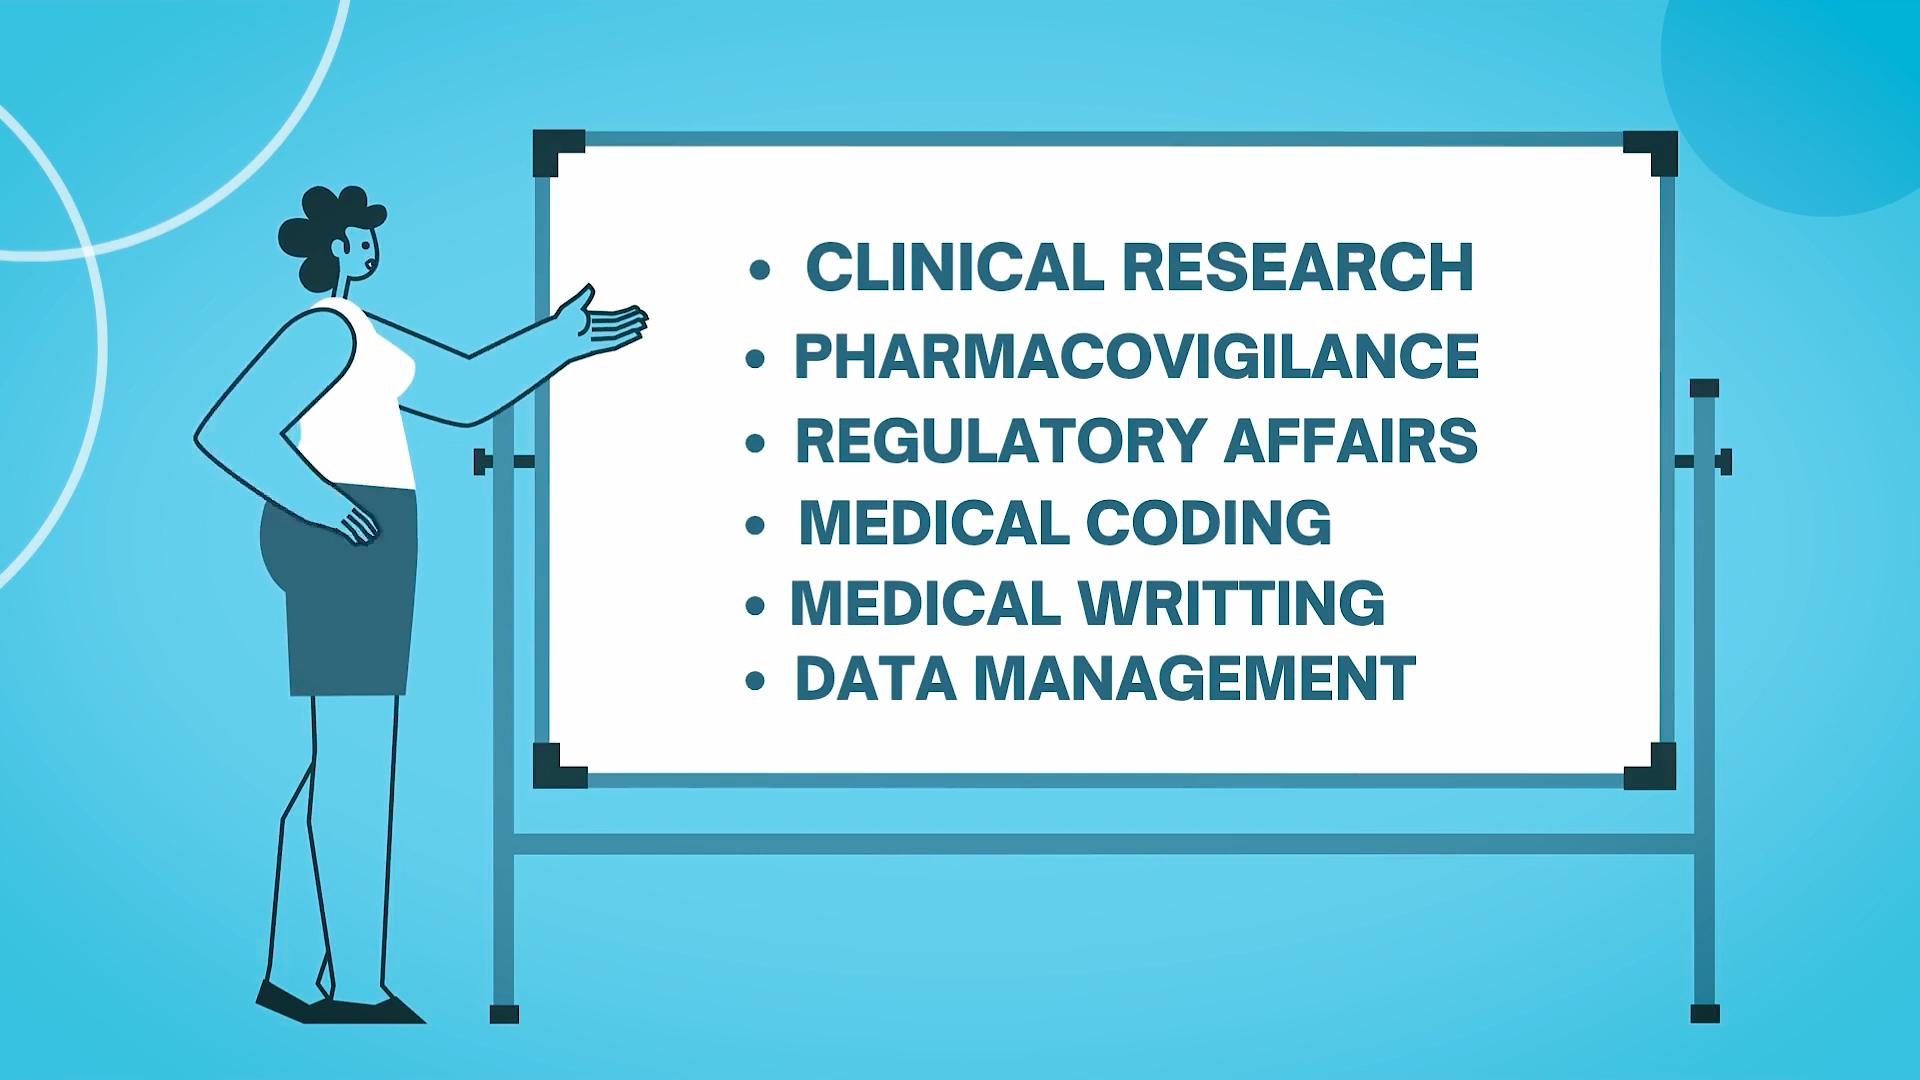 • CLINICAL RESEARCH
• PHARMACOVIGILANCE
• REGULATORY AFFAIRS
• MEDICAL CODING
• MEDICAL WRITTING
• DATA MANAGEMENT